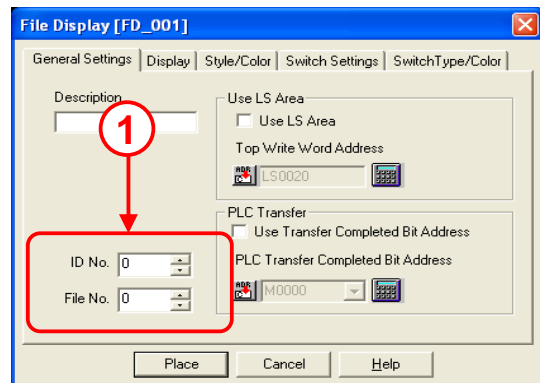 File Display [FD_001]
General Settings Display Style/Color Switch Settings SwitchType/Color
Description
1
Use LS Area
Use LS Area
Top Write Word Address
ADR
LS0020
PLC Transfer
Use Transfer Completed Bit Address
PLC Transfer Completed Bit Address
ADR
M0000
ID No. 0
File No. 0
Place Cancel Help